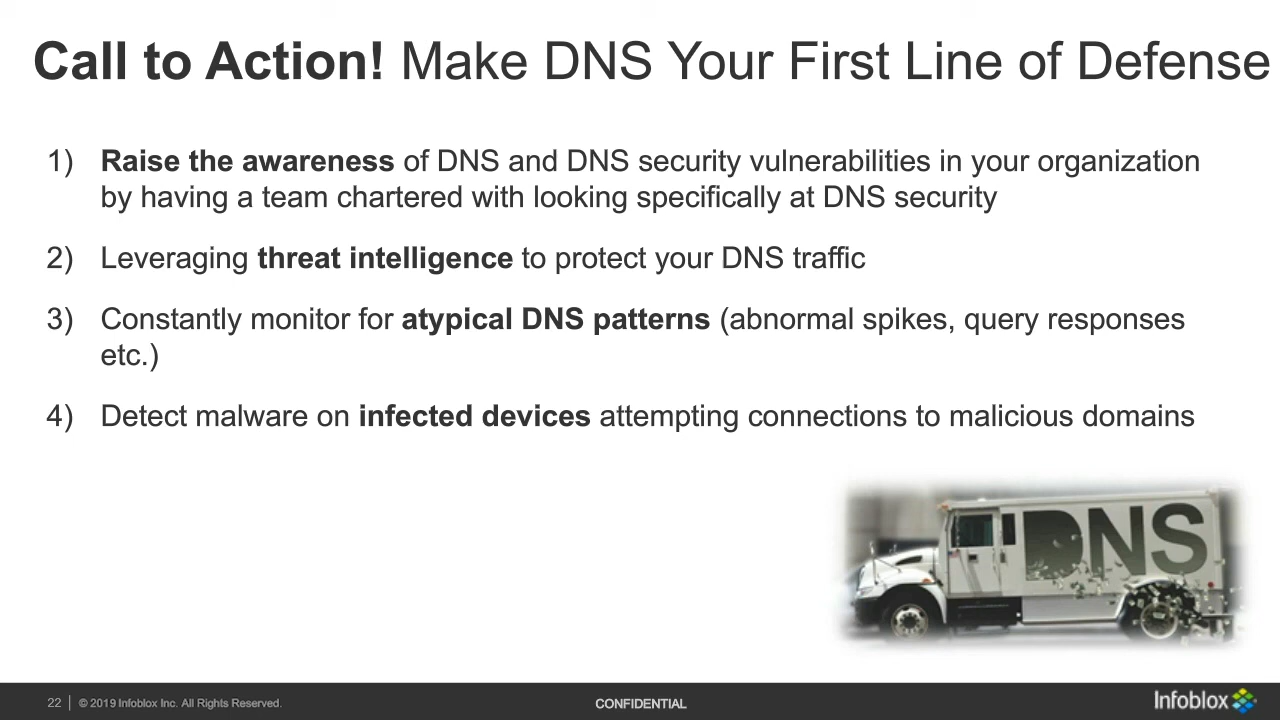 Call to Action! Make DNS Your First Line of Defense
1) Raise the awareness of DNS and DNS security vulnerabilities in your organization
by having a team chartered with looking specifically at DNS security
2) Leveraging threat intelligence to protect your DNS traffic
3) Constantly monitor for atypical DNS patterns (abnormal spikes, query responses
etc.)
4) Detect malware on infected devices attempting connections to malicious domains
DNS
22 | © 2019 Infoblox Inc. All Rights Reserved.
CONFIDENTIAL
Infoblox